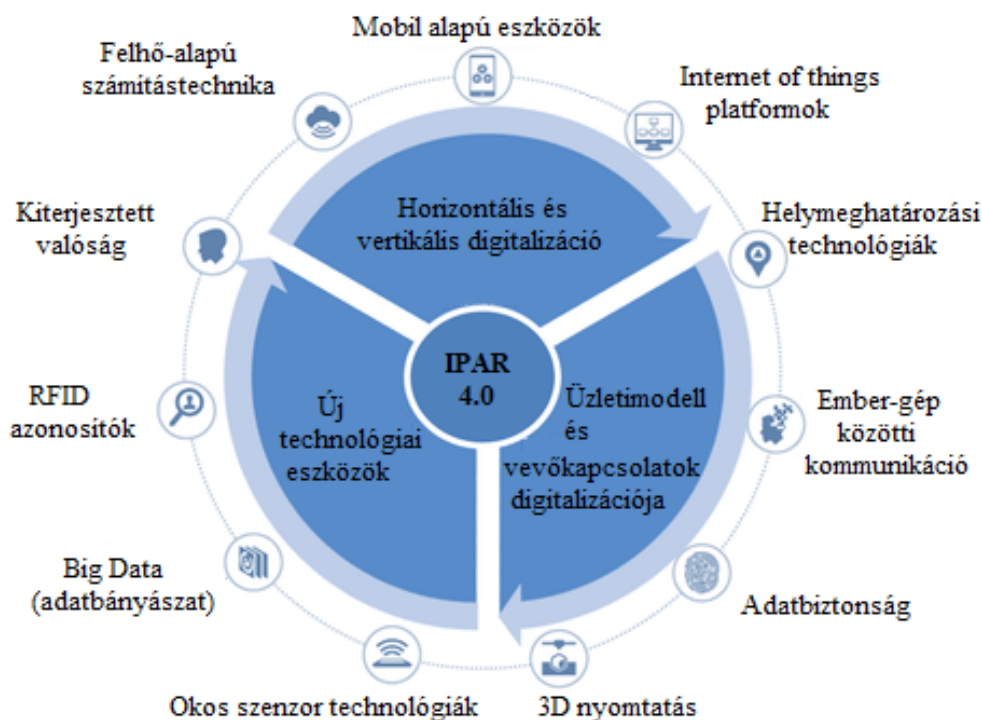 Mobil alapú eszközök
Felhő-alapú
számítástechnika
Internet of things
platformok
Kiterjesztett
valóság
Horizontális és
vertikális digitalizáció
Helymeghatározási
technológiák
IPAR
4.0
RFID
azonosítók
Új
technológiai
eszközök
Üzletimodell
és
vevőkapcsolatok
digitalizációja
Ember-gép
közötti
kommunikáció
Big Data
(adatbányászat)
Adatbiztonság
Okos szenzor technológiák
3D nyomtatás